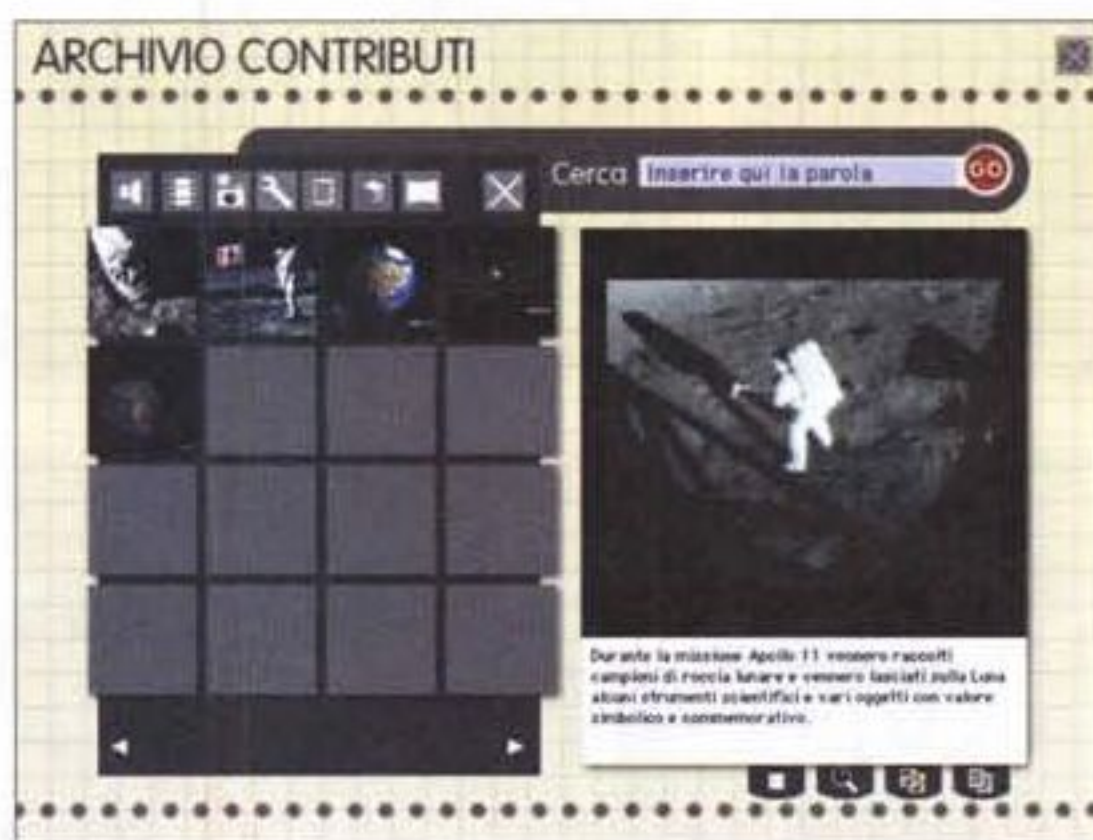 ARCHIVIO CONTRIBUTI
Cerca Inserire qui la parola GO
Durante la missione Apollo 11 vennero raccolti
campioni di roccia lunare e vennero lasciati sulla Luna
alcuni strumenti scientifici e vari oggetti con valore
simbolico e commemorativo.